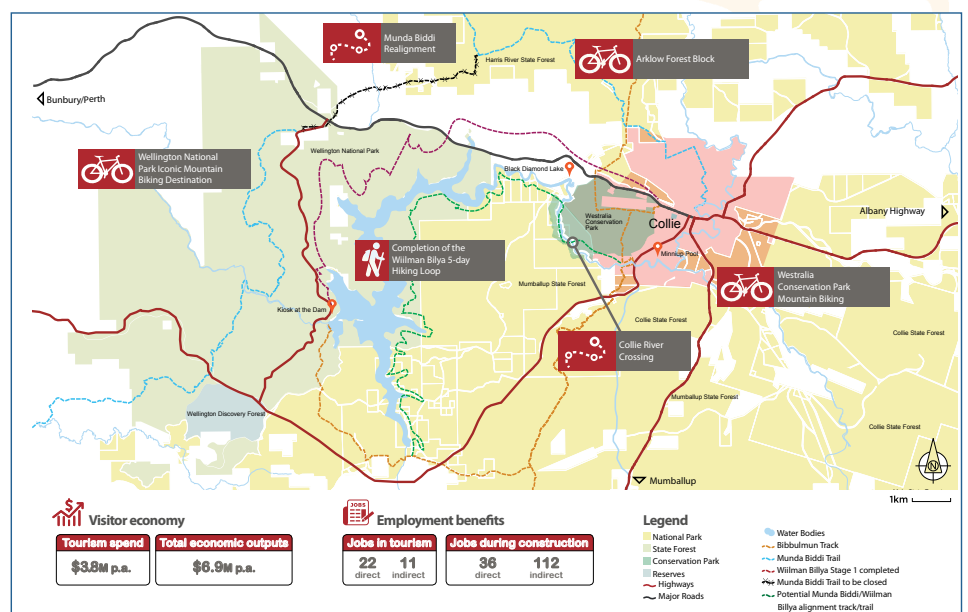 Munda Biddi
Realignment
Harris River State Forest
Arklow Forest Block
Bunbury/Perth
Wellington National Park
Wellington National
Park Iconic Mountain
Biking Destination
Black Diamond Lake
Westralia
Conservation
Park
Collie
Albany Highway
Minniup Pool
Completion of the
Wiilman Bilya 5-day
Hiking Loop
Mumballup State Forest
Westralia
Conservation Park
Mountain Biking
Kiosk at the Dam
Collie State Forest
Collie State Forest
Collie River
Crossing
Wellington Discovery Forest
Mumballup State Forest
Collie State Forest
N
Mumballup
1km
Visitor economy
Tourism spend
$3.8M p.a.
Total economic outputs
$6.9M p.a.
JOBS
Employment benefits
Jobs in tourism
22
direct
11
indirect
Jobs during construction
36
direct
112
indirect
Legend
National Park
State Forest
Conservation Park
Reserves
Highways
Major Roads
Water Bodies
Bibbulmun Track
Munda Biddi Trail
Wiilman Billya Stage 1 completed
Munda Biddi Trail to be closed
Potential Munda Biddi/Wiilman
Billya alignment track/trail